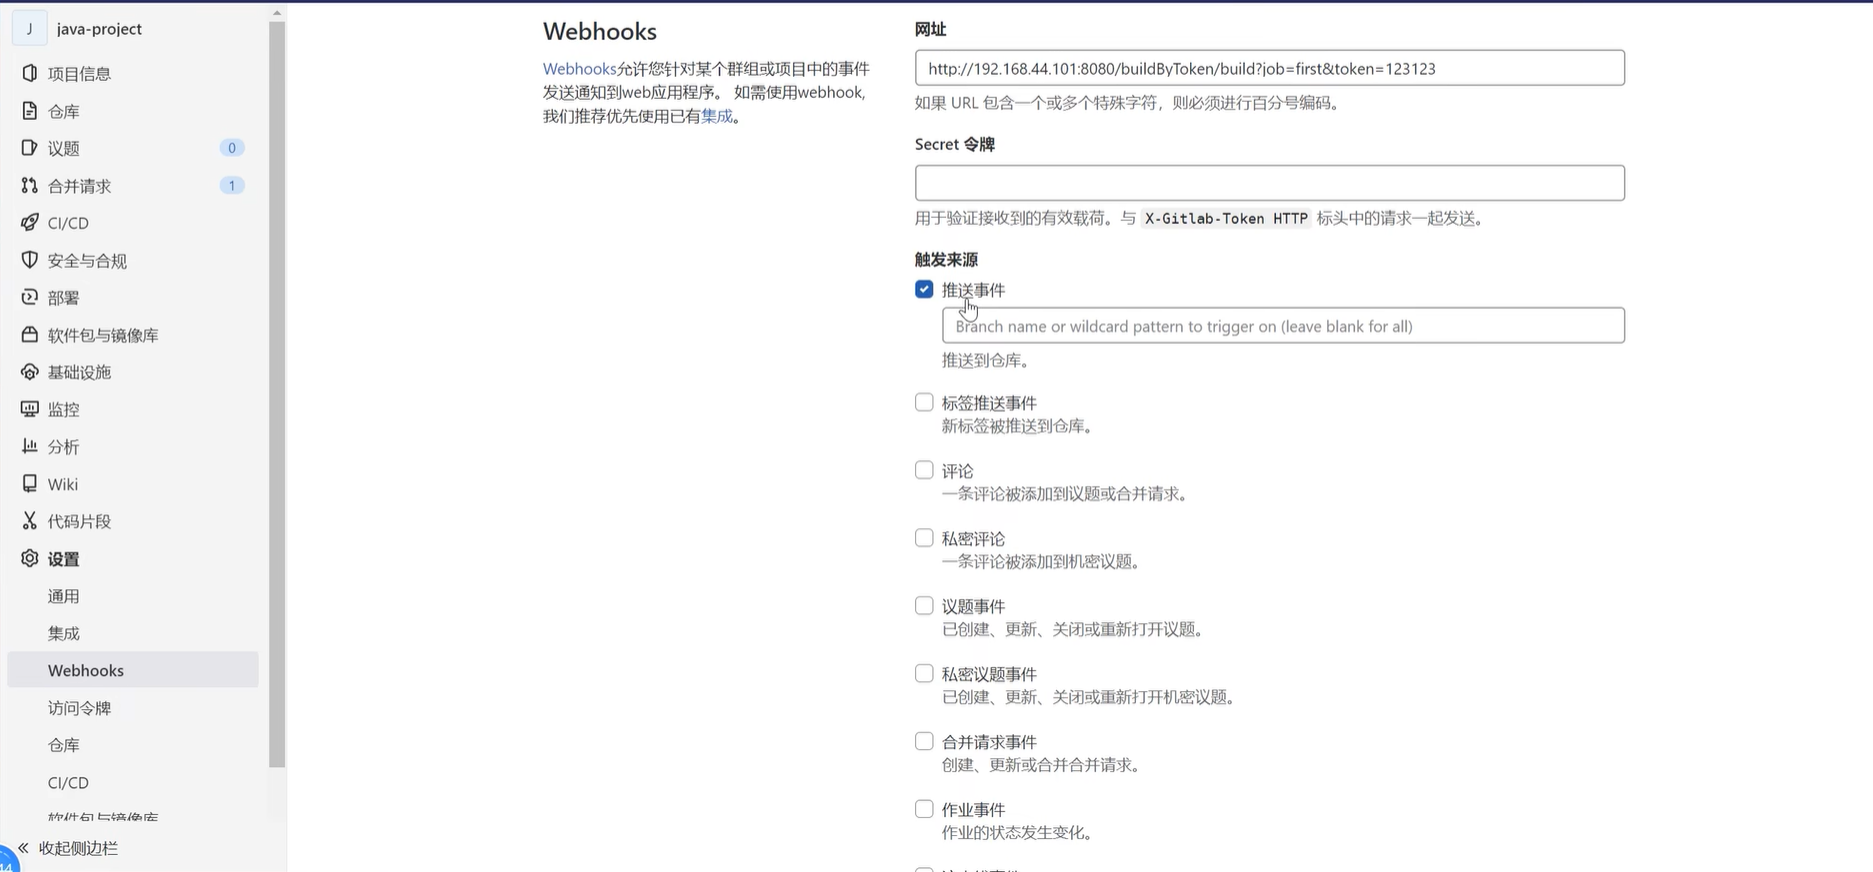 J java-project
项目信息
仓库
议题 0
合并请求 1
CI/CD
安全与合规
部署
软件包与镜像库
基础设施
监控
分析
Wiki
代码片段
设置
通用
集成
Webhooks
访问令牌
仓库
CI/CD
软件包与镜像库
« 收起侧边栏
44
Webhooks
Webhooks允许您针对某个群组或项目中的事件
发送通知到web应用程序。 如需使用webhook,
我们推荐优先使用已有集成。
网址
http://192.168.44.101:8080/buildByToken/build?job=first&token=123123
如果 URL 包含一个或多个特殊字符，则必须进行百分号编码。
Secret 令牌
用于验证接收到的有效载荷。与 X-Gitlab-Token HTTP 标头中的请求一起发送。
触发来源
推送事件
Branch name or wildcard pattern to trigger on (leave blank for all)
推送到仓库。
标签推送事件
新标签被推送到仓库。
评论
一条评论被添加到议题或合并请求。
私密评论
一条评论被添加到机密议题。
议题事件
已创建、更新、关闭或重新打开议题。
私密议题事件
已创建、更新、关闭或重新打开机密议题。
合并请求事件
创建、更新或合并合并请求。
作业事件
作业的状态发生变化。